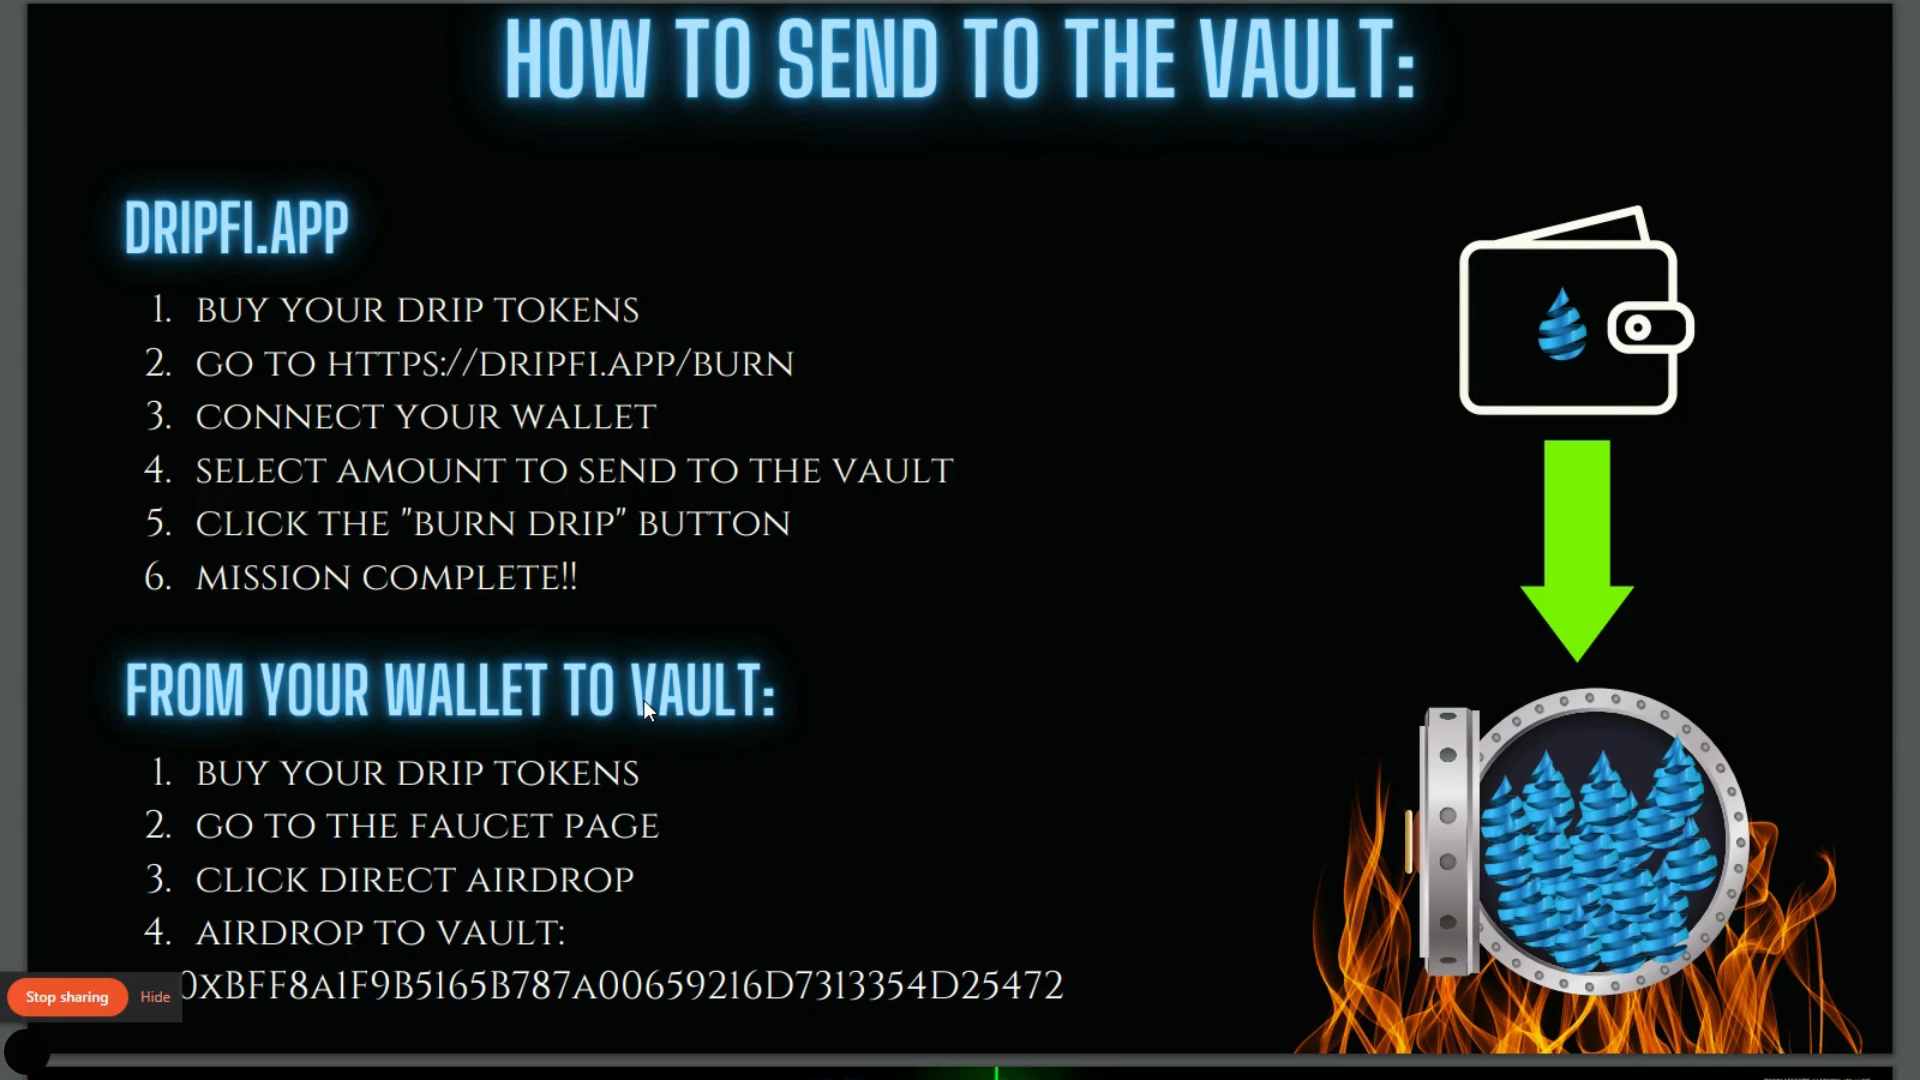 HOW TO SEND TO THE VAULT:
DRIPFI.APP
1. BUY YOUR DRIP TOKENS
2. GO TO HTTPS://DRIPFI.APP/BURN
3. CONNECT YOUR WALLET
4. SELECT AMOUNT TO SEND TO THE VAULT
5. CLICK THE "BURN DRIP" BUTTON
6. MISSION COMPLETE!!
FROM YOUR WALLET TO VAULT:
1. BUY YOUR DRIP TOKENS
2. GO TO THE FAUCET PAGE
3. CLICK DIRECT AIRDROP
4. AIRDROP TO VAULT:
0XBFF8A1F9B5165B787A00659216D7313354D25472
Stop sharing Hide